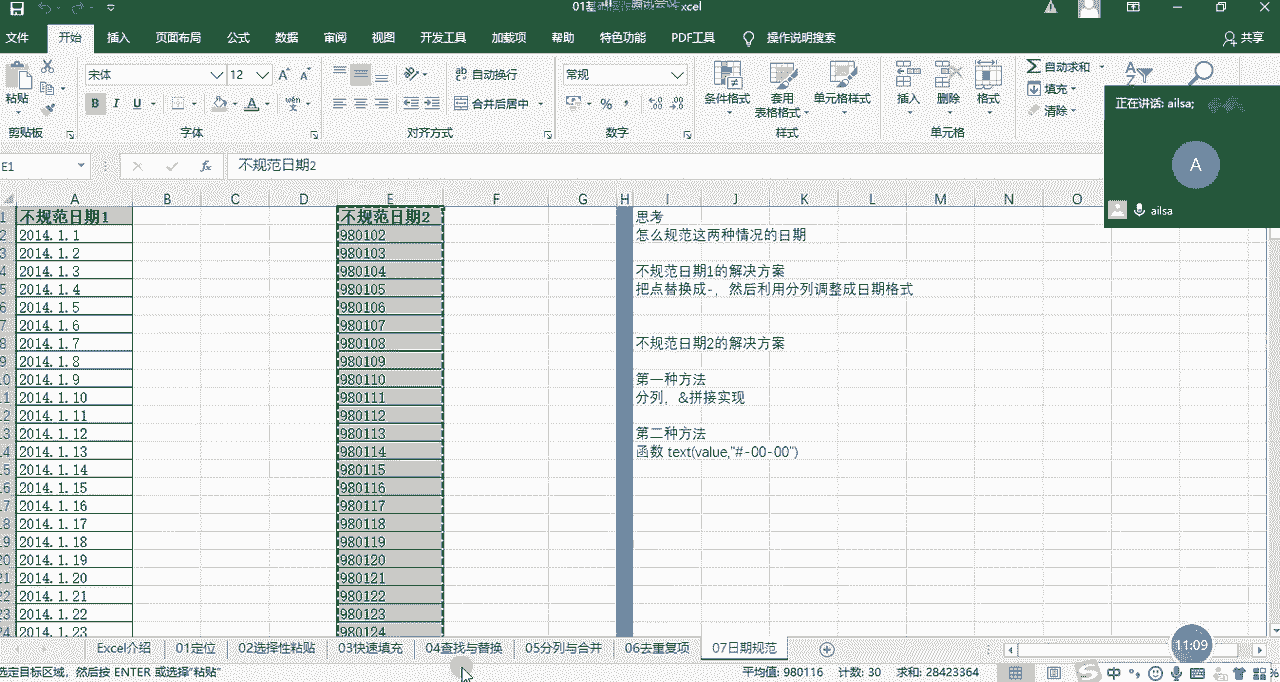 文件 开始 插入 页面布局 公式 数据 审阅 视图 开发工具 加载项 帮助 特色功能 PDF工具 操作说明搜索 共享
宋体 12 自动换行 常规 自动求和
粘贴 B I U 合并后居中 条件格式 套用 单元格样式 插入 删除 格式 填充
表格格式 清除
剪贴板 字体 对齐方式 数字 样式 单元格
正在讲话: ailsa;
A
ailsa
E1 fx 不规范日期2
A B C D E F G H I J K L M N O
1 不规范日期1 不规范日期2 思考
2 2014.1.1 980102 怎么规范这两种情况的日期
3 2014.1.2 980103
4 2014.1.3 980104 不规范日期1的解决方案
5 2014.1.4 980105 把点替换成-，然后利用分列调整成日期格式
6 2014.1.5 980106
7 2014.1.6 980107
8 2014.1.7 980108 不规范日期2的解决方案
9 2014.1.8 980109
10 2014.1.9 980110 第一种方法
11 2014.1.10 980111 分列，&拼接实现
12 2014.1.11 980112
13 2014.1.12 980113 第二种方法
14 2014.1.13 980114 函数 text(value,"#-00-00")
15 2014.1.14 980115
16 2014.1.15 980116
17 2014.1.16 980117
18 2014.1.17 980118
19 2014.1.18 980119
20 2014.1.19 980120
21 2014.1.20 980121
22 2014.1.21 980122
23 2014.1.22 980123
24 2014.1.23 980124
Excel介绍 01定位 02选择性粘贴 03快速填充 04查找与替换 05分列与合并 06去重复项 07日期规范
11:09
选定目标区域，然后按 ENTER 或选择"粘贴" 平均值: 980116 计数: 30 求和: 28423364 中